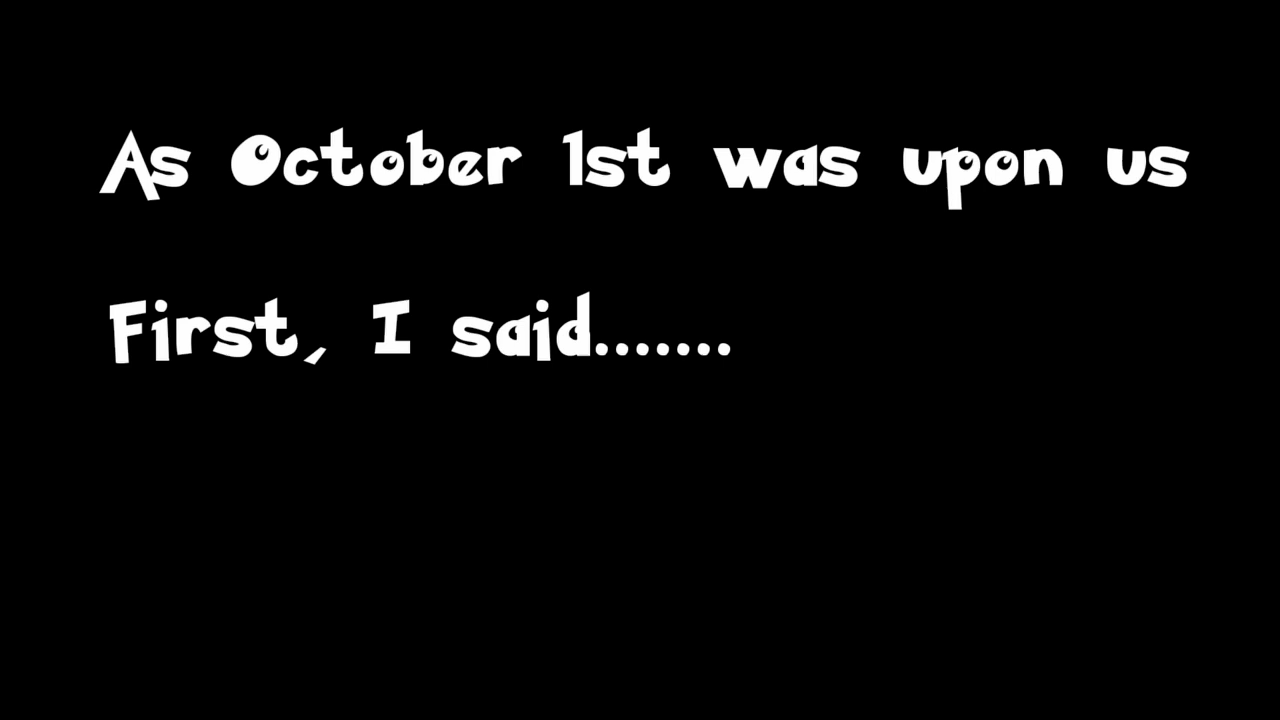 As October 1st was upon us
First, I said.......